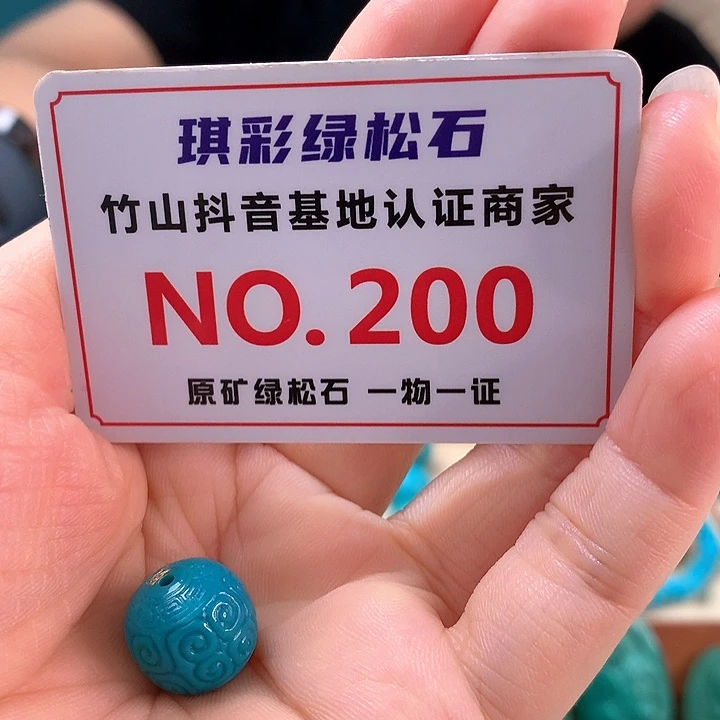 琪彩绿松石
竹山抖音基地认证商家
NO.200
原矿绿松石 一物一证